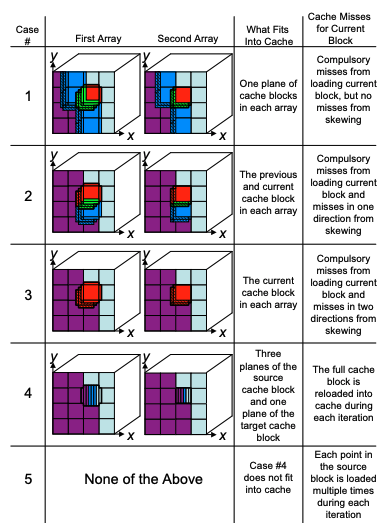 Case
#
First Array
Second Array
What Fits
Into Cache
Cache Misses
for Current
Block
1
y
x
y
x
One plane of
cache blocks
in each array
Compulsory
misses from
loading current
block, but no
misses from
skewing
2
y
x
y
x
The previous
and current
cache block
in each array
Compulsory
misses from
loading current
block and
misses in one
direction from
skewing
3
y
x
y
x
The current
cache block
in each array
Compulsory
misses from
loading current
block and
misses in two
directions from
skewing
4
y
x
y
x
Three
planes of the
source
cache block
and one
plane of the
target cache
block
The full cache
block is
reloaded into
cache during
each iteration
5
None of the Above
Case #4
does not fit
into cache
Each point in
the source
block is loaded
multiple times
during each
iteration